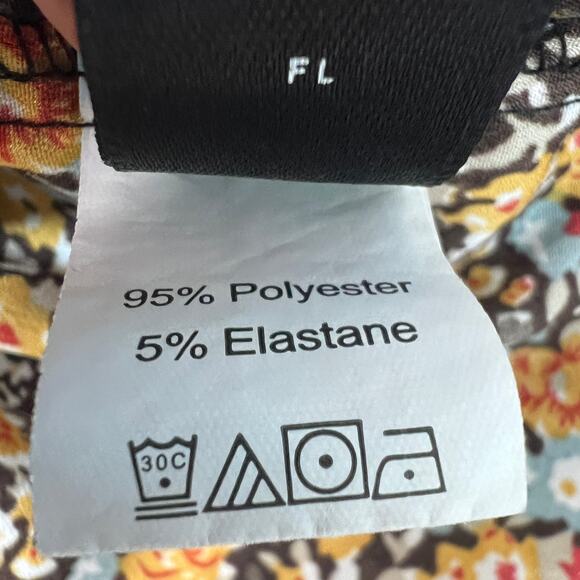 FL
95% Polyester
5% Elastane
30C